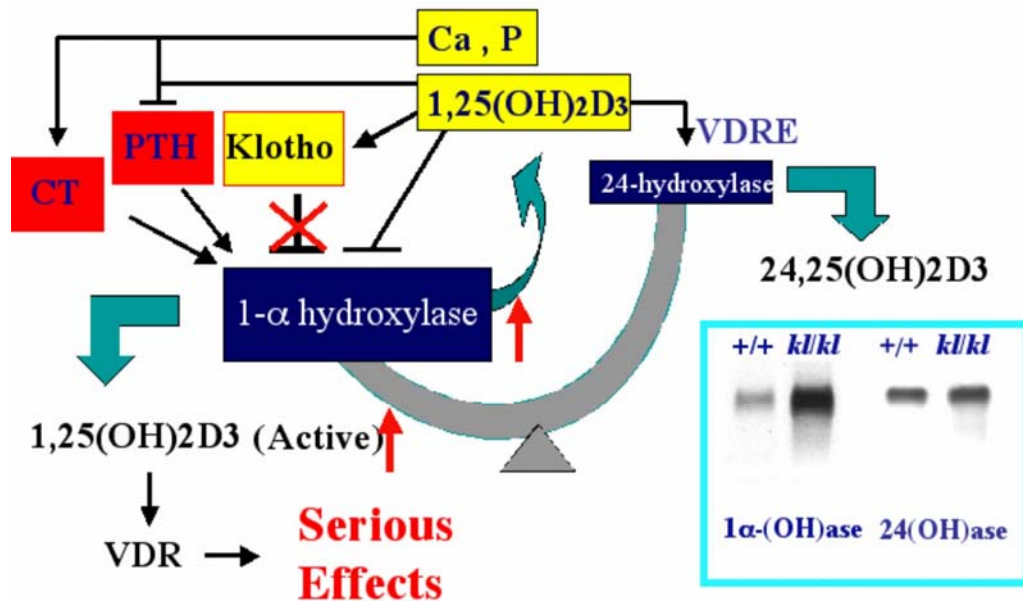 Ca , P
1,25(OH)2D3
VDRE
PTH
Klotho
CT
24-hydroxylase
24,25(OH)2D3
1-α hydroxylase
+/+ kl/kl +/+ kl/kl
1,25(OH)2D3 (Active)
1α-(OH)ase 24(OH)ase
VDR
Serious
Effects